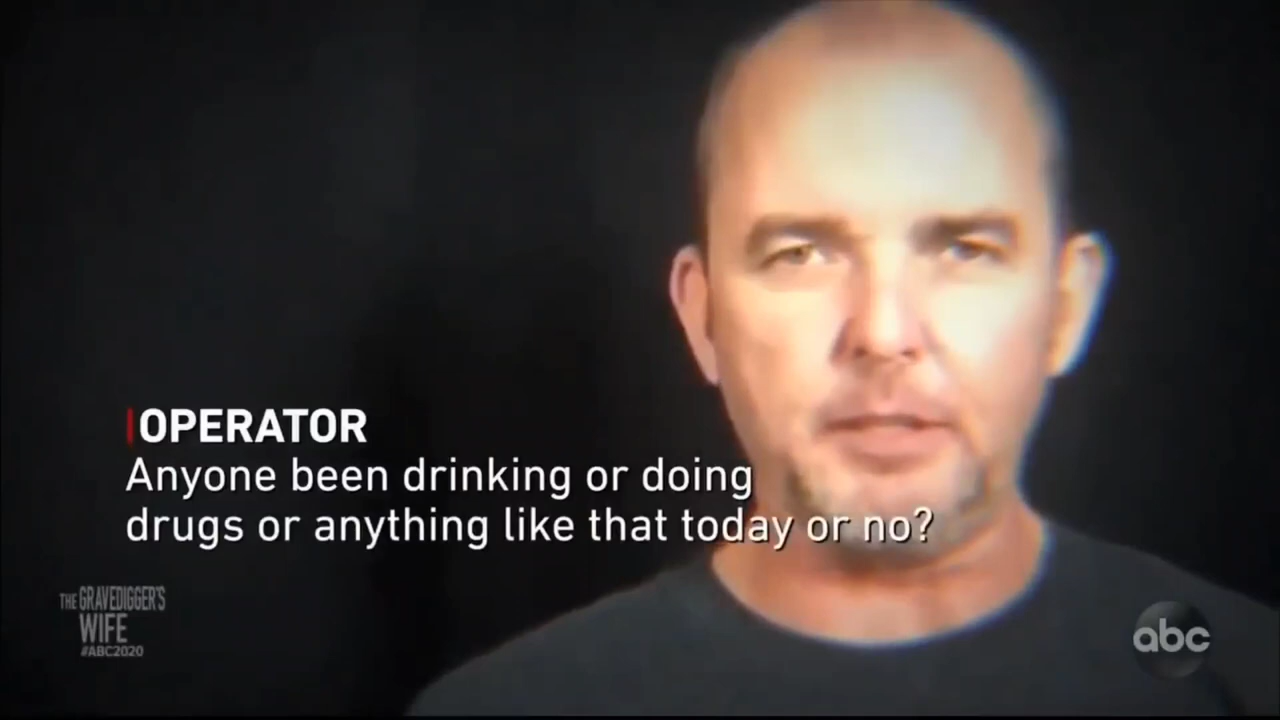 OPERATOR
Anyone been drinking or doing
drugs or anything like that today or no?
THE GRAVEDIGGER'S
WIFE
#ABC2020
abc